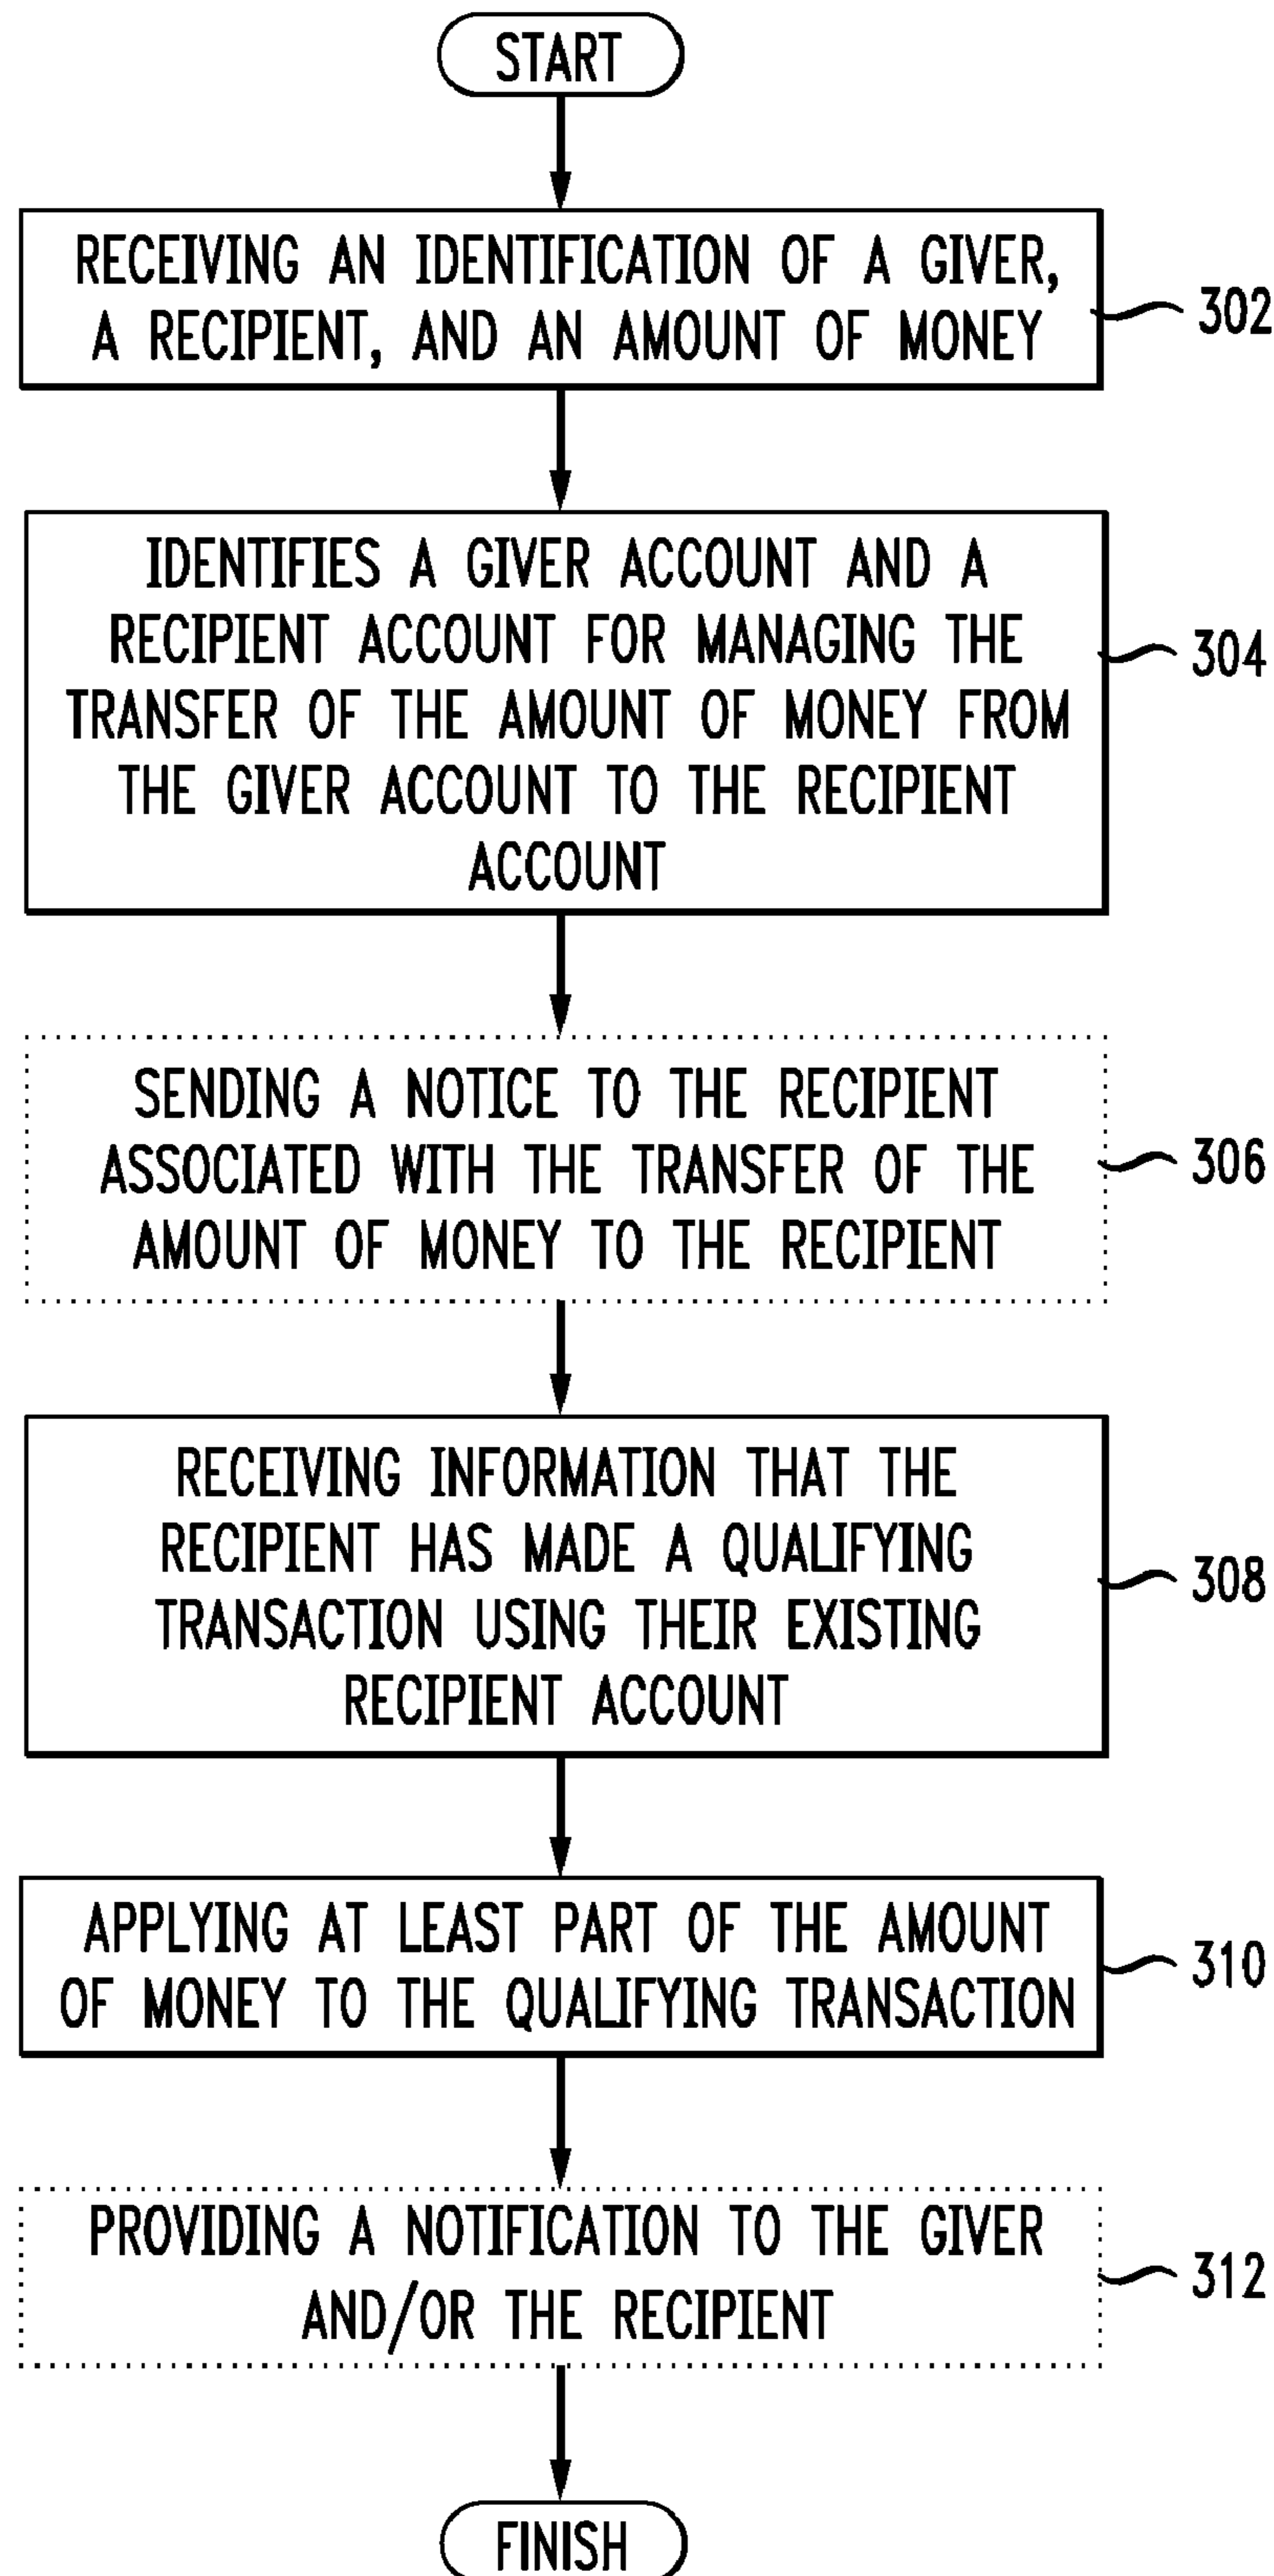 START
RECEIVING AN IDENTIFICATION OF A GIVER,
A RECIPIENT, AND AN AMOUNT OF MONEY
302
IDENTIFIES A GIVER ACCOUNT AND A
RECIPIENT ACCOUNT FOR MANAGING THE
TRANSFER OF THE AMOUNT OF MONEY FROM
THE GIVER ACCOUNT TO THE RECIPIENT
ACCOUNT
304
SENDING A NOTICE TO THE RECIPIENT
ASSOCIATED WITH THE TRANSFER OF THE
AMOUNT OF MONEY TO THE RECIPIENT
306
RECEIVING INFORMATION THAT THE
RECIPIENT HAS MADE A QUALIFYING
TRANSACTION USING THEIR EXISTING
RECIPIENT ACCOUNT
308
APPLYING AT LEAST PART OF THE AMOUNT
OF MONEY TO THE QUALIFYING TRANSACTION
310
PROVIDING A NOTIFICATION TO THE GIVER
AND/OR THE RECIPIENT
312
FINISH